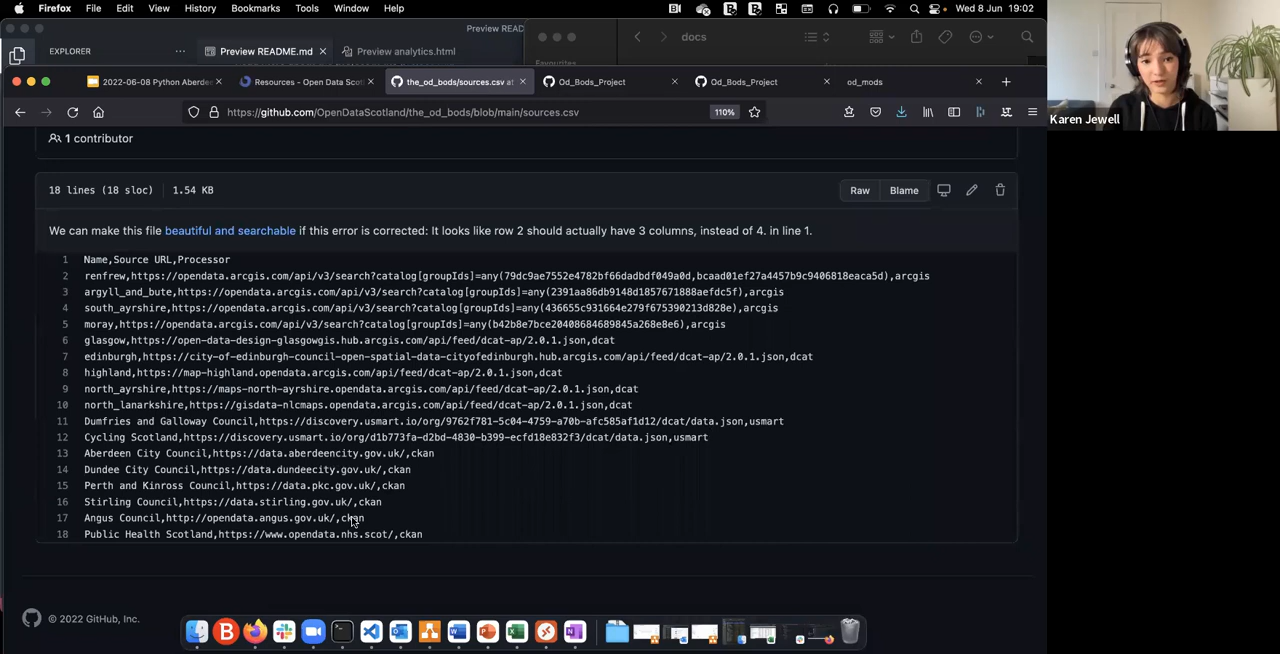 Firefox File Edit View History Bookmarks Tools Window Help Wed 8 Jun 19:02
Preview READ
EXPLORER Preview README.md Preview analytics.html docs
Favourites
2022-06-08 Python Aberde Resources - Open Data Scot the_od_bods/sources.csv at Od_Bods_Project Od_Bods_Project od_mods
https://github.com/OpenDataScotland/the_od_bods/blob/main/sources.csv 110%
Karen Jewell
1 contributor
18 lines (18 sloc) 1.54 KB Raw Blame
We can make this file beautiful and searchable if this error is corrected: It looks like row 2 should actually have 3 columns, instead of 4. in line 1.
1 Name,Source URL,Processor
2 renfrew,https://opendata.arcgis.com/api/v3/search?catalog[groupIds]=any(79dc9ae7552e4782bf66dadbdf049a0d,bcaad01ef27a4457b9c9406818eaca5d),arcgis
3 argyll_and_bute,https://opendata.arcgis.com/api/v3/search?catalog[groupIds]=any(2391aa86db9148d1857671888aefdc5f),arcgis
4 south_ayrshire,https://opendata.arcgis.com/api/v3/search?catalog[groupIds]=any(436655c931664e279f675390213d828e),arcgis
5 moray,https://opendata.arcgis.com/api/v3/search?catalog[groupIds]=any(b42b8e7bce20408684689845a268e8e6),arcgis
6 glasgow,https://open-data-design-glasgowgis.hub.arcgis.com/api/feed/dcat-ap/2.0.1.json,dcat
7 edinburgh,https://city-of-edinburgh-council-open-spatial-data-cityofedinburgh.hub.arcgis.com/api/feed/dcat-ap/2.0.1.json,dcat
8 highland,https://map-highland.opendata.arcgis.com/api/feed/dcat-ap/2.0.1.json,dcat
9 north_ayrshire,https://maps-north-ayrshire.opendata.arcgis.com/api/feed/dcat-ap/2.0.1.json,dcat
10 north_lanarkshire,https://gisdata-nlcmaps.opendata.arcgis.com/api/feed/dcat-ap/2.0.1.json,dcat
11 Dumfries and Galloway Council,https://discovery.usmart.io/org/9762f781-5c04-4759-a70b-afc585af1d12/dcat/data.json,usmart
12 Cycling Scotland,https://discovery.usmart.io/org/d1b773fa-d2bd-4830-b399-ecfd18e832f3/dcat/data.json,usmart
13 Aberdeen City Council,https://data.aberdeencity.gov.uk/,ckan
14 Dundee City Council,https://data.dundeecity.gov.uk/,ckan
15 Perth and Kinross Council,https://data.pkc.gov.uk/,ckan
16 Stirling Council,https://data.stirling.gov.uk/,ckan
17 Angus Council,http://opendata.angus.gov.uk/,ckan
18 Public Health Scotland,https://www.opendata.nhs.scot/,ckan
© 2022 GitHub, Inc.